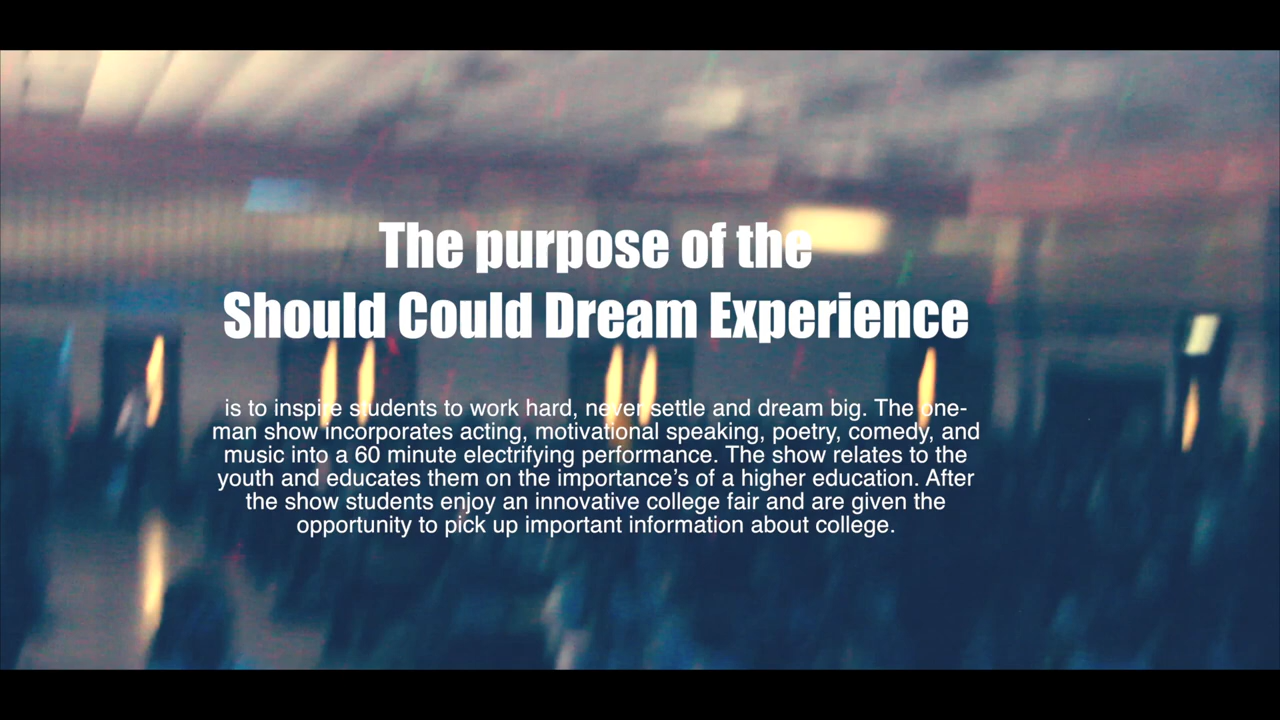 The purpose of the
Should Could Dream Experience
is to inspire students to work hard, never settle and dream big. The one-
man show incorporates acting, motivational speaking, poetry, comedy, and
music into a 60 minute electrifying performance. The show relates to the
youth and educates them on the importance’s of a higher education. After
the show students enjoy an innovative college fair and are given the
opportunity to pick up important information about college.